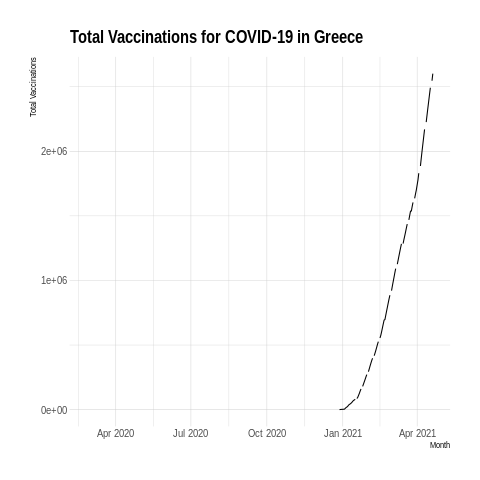 Total Vaccinations for COVID-19 in Greece
Total Vaccinations
2e+06
1e+06
0e+00
Apr 2020 Jul 2020 Oct 2020 Jan 2021 Apr 2021
Month